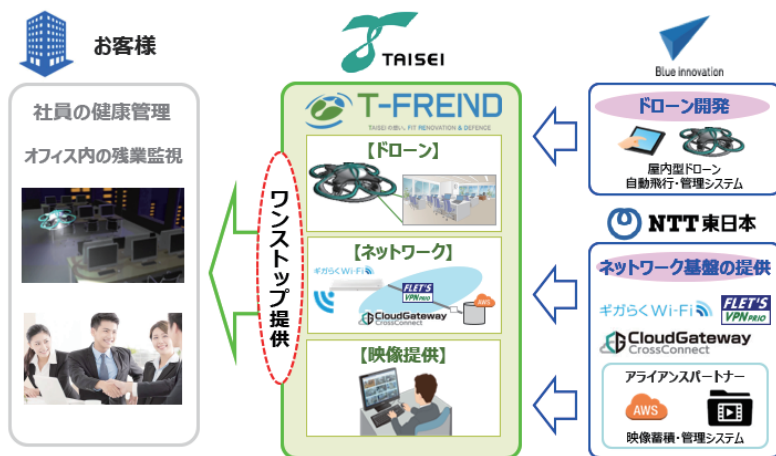 お客様
社員の健康管理
オフィス内の残業監視
ワンストップ提供
TAISEI
T-FREND
TAISEIの想い、FIT RENOVATION & DEFENCE
【ドローン】
【ネットワーク】
ギガらくWi-Fi
FLET'S
VPN PRIO
AWS
CloudGateway
CrossConnect
【映像提供】
Blue innovation
ドローン開発
屋内型ドローン
自動飛行・管理システム
NTT東日本
ネットワーク基盤の提供
ギガらくWi-Fi
FLET'S
VPN PRIO
CloudGateway
CrossConnect
アライアンスパートナー
AWS
映像蓄積・管理システム